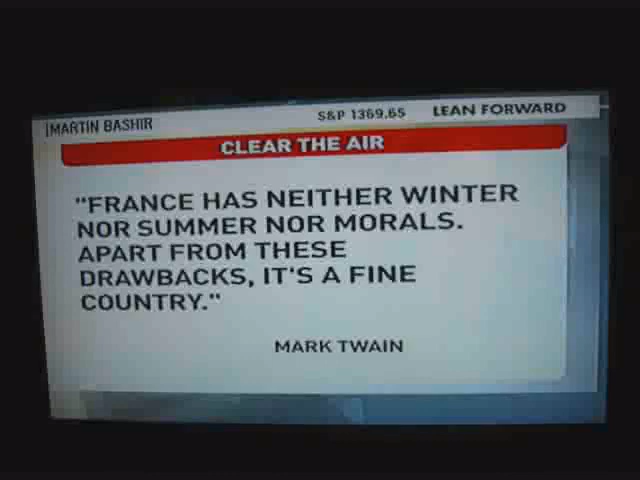 MARTIN BASHIR S&P 1369.65 LEAN FORWARD
CLEAR THE AIR
"FRANCE HAS NEITHER WINTER
NOR SUMMER NOR MORALS.
APART FROM THESE
DRAWBACKS, IT'S A FINE
COUNTRY."
MARK TWAIN